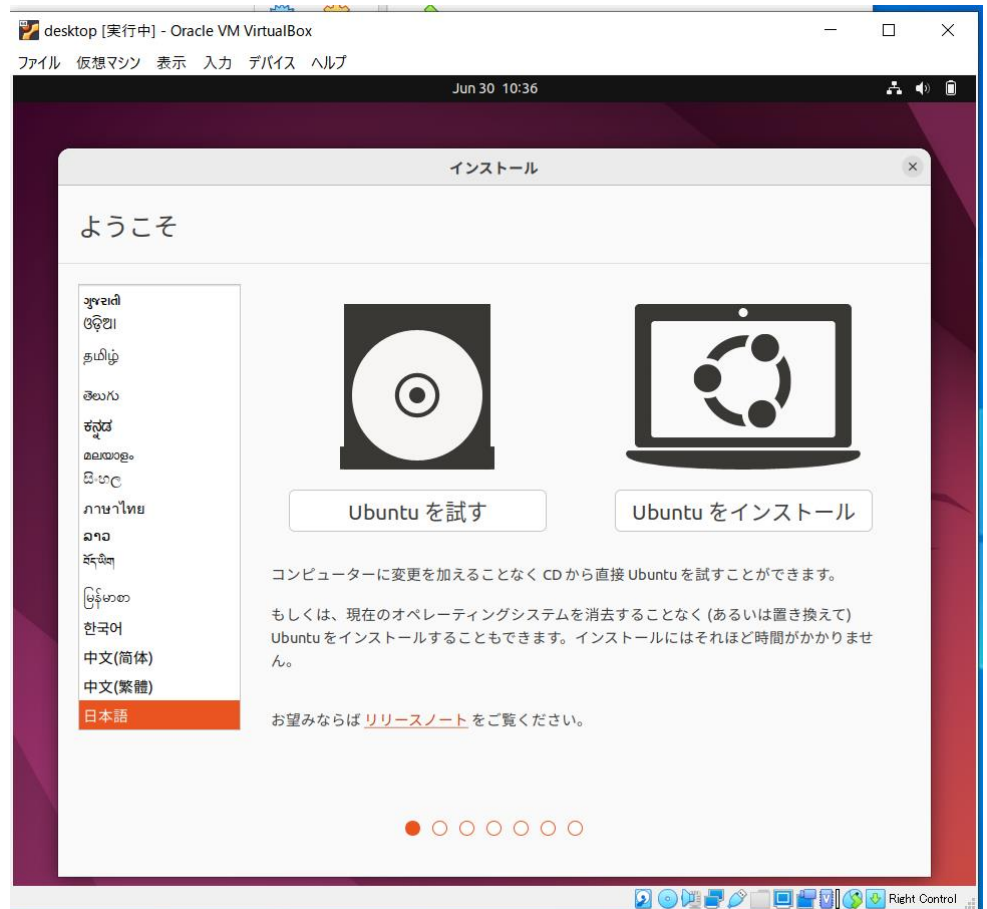 desktop [実行中] - Oracle VM VirtualBox
ファイル 仮想マシン 表示 入力 デバイス ヘルプ
Jun 30 10:36
インストール
ようこそ
ગુજરાતી
ଓଡ଼ିଆ
தமிழ்
తెలుగు
ಕನ್ನಡ
മലയാളം
සිංහල
ภาษาไทย
ລາວ
བོད་ཡིག
မြန်မာစာ
한국어
中文(简体)
中文(繁體)
日本語
Ubuntu を試す
Ubuntu をインストール
コンピューターに変更を加えることなく CD から直接 Ubuntu を試すことができます。
もしくは、現在のオペレーティングシステムを消去することなく (あるいは置き換えて)
Ubuntu をインストールすることもできます。インストールにはそれほど時間がかかりませ
ん。
お望みならば リリースノート をご覧ください。
Right Control